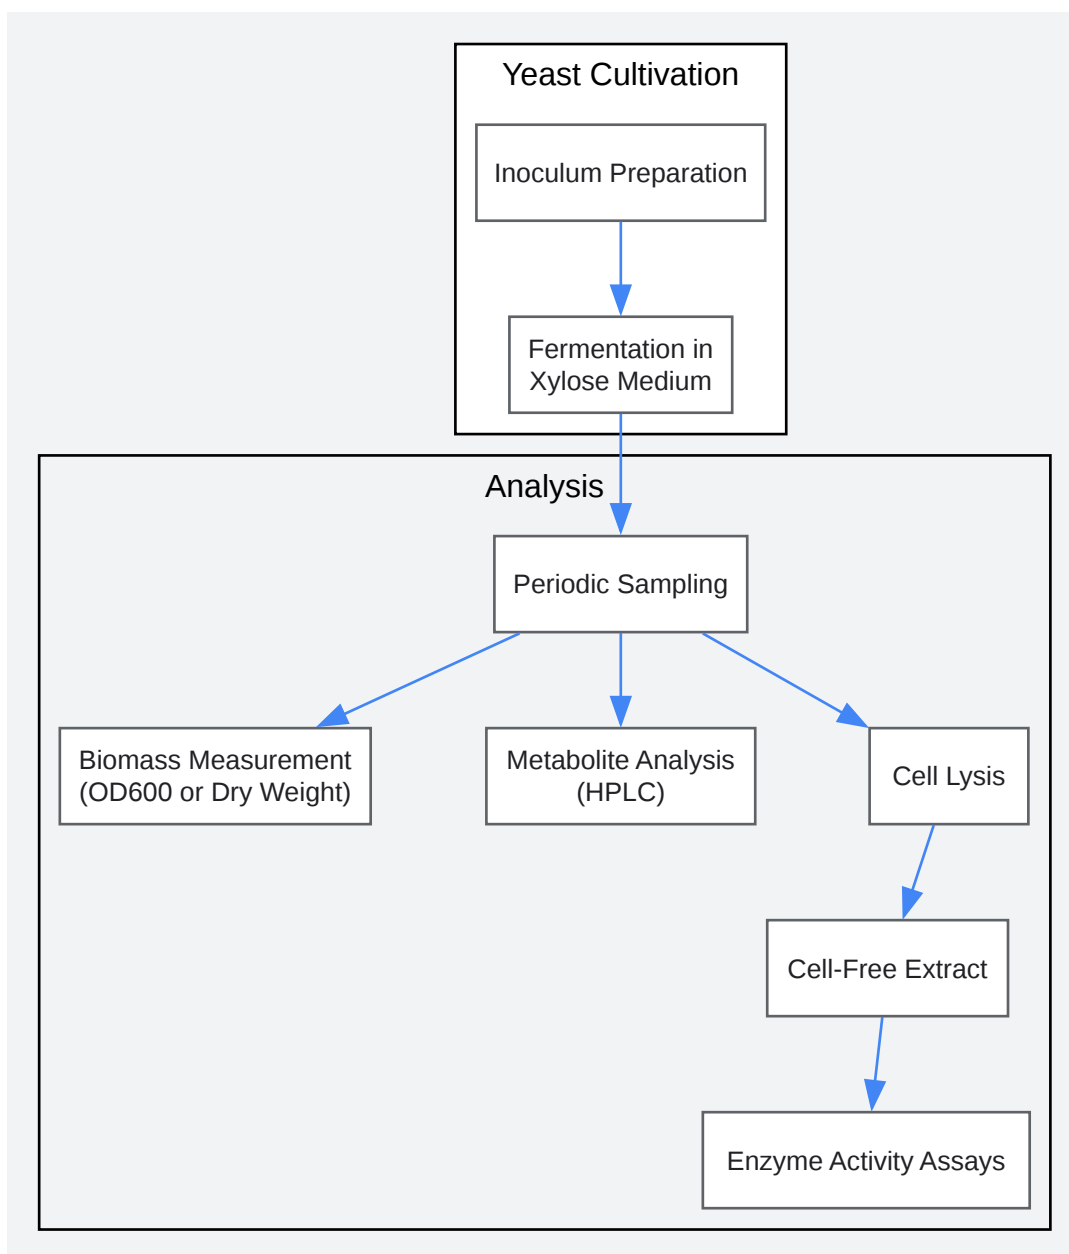 Yeast Cultivation
Inoculum Preparation
Fermentation in
Xylose Medium
Analysis
Periodic Sampling
Biomass Measurement
(OD600 or Dry Weight)
Metabolite Analysis
(HPLC)
Cell Lysis
Cell-Free Extract
Enzyme Activity Assays